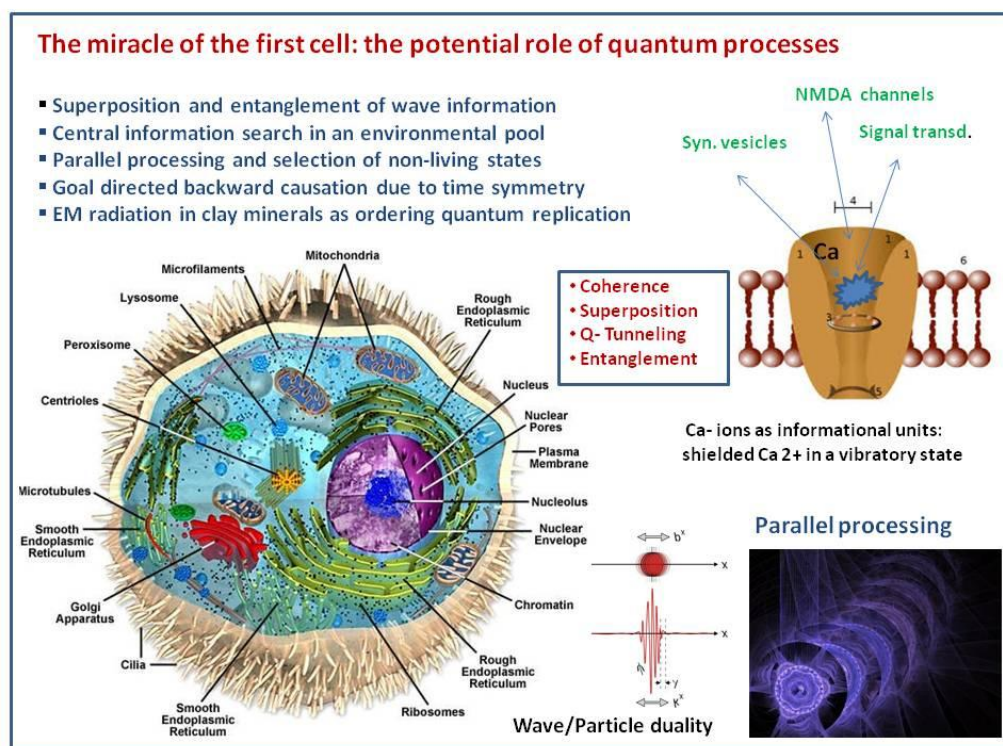 The miracle of the first cell: the potential role of quantum processes
▪ Superposition and entanglement of wave information
▪ Central information search in an environmental pool
▪ Parallel processing and selection of non-living states
▪ Goal directed backward causation due to time symmetry
▪ EM radiation in clay minerals as ordering quantum replication
NMDA channels
Syn. vesicles
Signal transd.
4
1
Ca
1
1
6
3
5
• Coherence
• Superposition
• Q- Tunneling
• Entanglement
Ca- ions as informational units:
shielded Ca 2+ in a vibratory state
Microfilaments
Mitochondria
Lysosome
Rough
Endoplasmic
Reticulum
Peroxisome
Centrioles
Nucleus
Nuclear
Pores
Plasma
Membrane
Microtubules
Nucleolus
Smooth
Endoplasmic
Reticulum
Nuclear
Envelope
Golgi
Apparatus
Chromatin
Cilia
Rough
Endoplasmic
Reticulum
Smooth
Endoplasmic
Reticulum
Ribosomes
x
x
Wave/Particle duality
Parallel processing